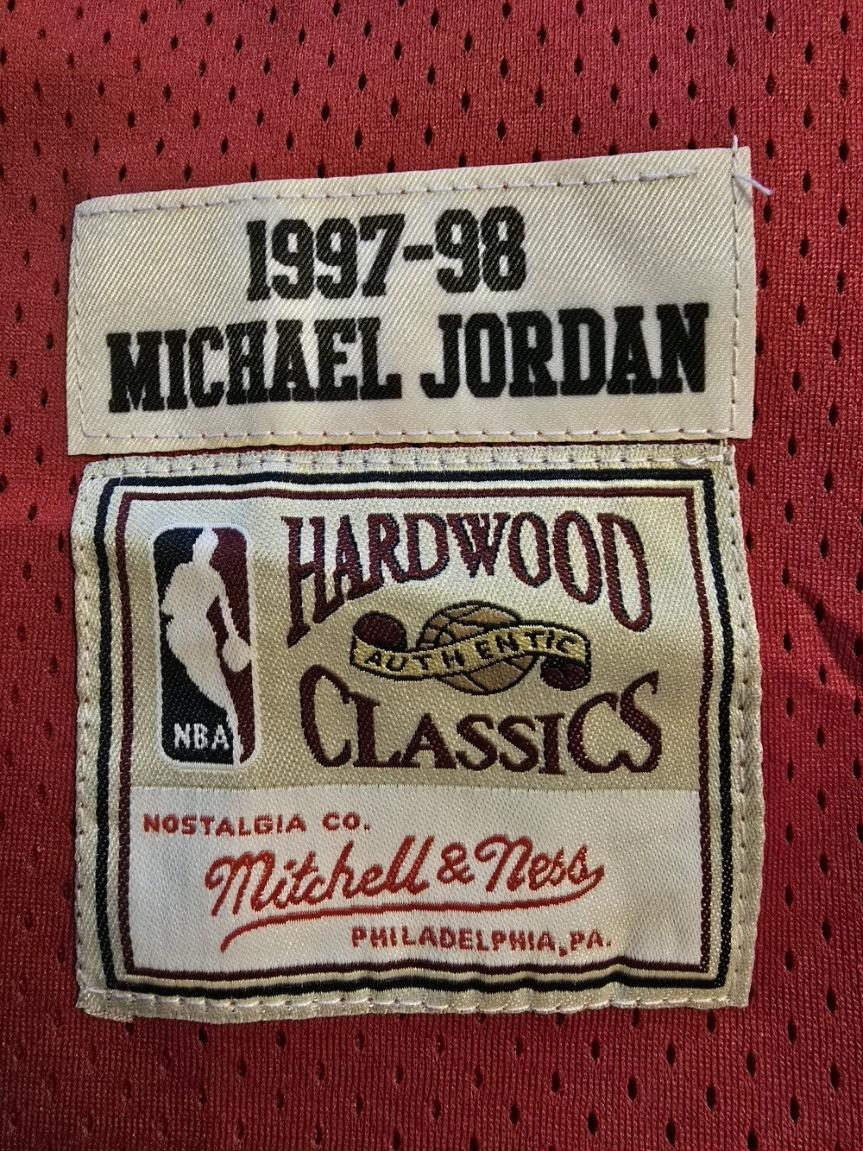 1997-98
MICHAEL JORDAN
HARDWOOD
AUTHENTIC
CLASSICS
NBA
NOSTALGIA CO.
Mitchell & Ness
PHILADELPHIA, PA.